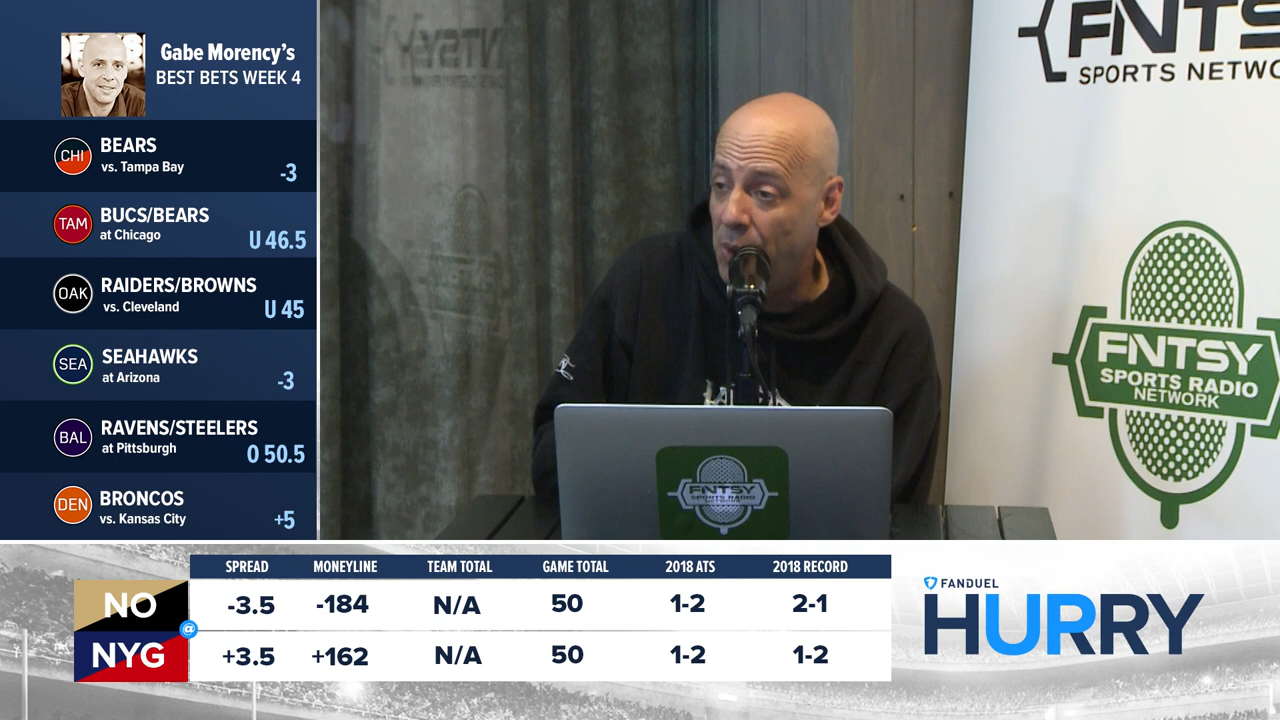 Gabe Morency's
BEST BETS WEEK 4
CHI
BEARS
vs. Tampa Bay
-3
TAM
BUCS/BEARS
at Chicago
U 46.5
OAK
RAIDERS/BROWNS
vs. Cleveland
U 45
SEA
SEAHAWKS
at Arizona
-3
BAL
RAVENS/STEELERS
at Pittsburgh
O 50.5
DEN
BRONCOS
vs. Kansas City
+5
FNTS
SPORTS NETWO
FNTSY
SPORTS RADIO
NETWORK
FNTSY
SPORTS RADIO
NETWORK
SPREAD MONEYLINE TEAM TOTAL GAME TOTAL 2018 ATS 2018 RECORD
NO -3.5 -184 N/A 50 1-2 2-1
@
NYG +3.5 +162 N/A 50 1-2 1-2
FANDUEL
HURRY